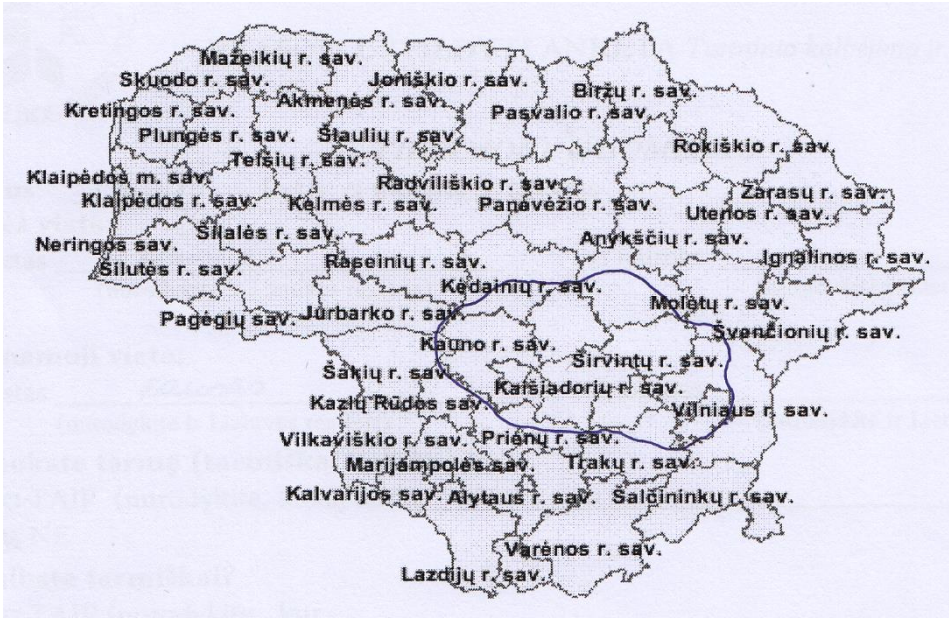 Mažeikių r. sav.
Skuodo r. sav.
Joniškio r. sav.
Akmenės r. sav.
Biržų r. sav.
Kretingos r. sav.
Pasvalio r. sav.
Plungės r. sav.
Šiaulių r. sav.
Rokiškio r. sav.
Telšių r. sav.
Klaipėdos m. sav.
Radviliškio r. sav.
Zarasų r. sav.
Klaipėdos r. sav.
Kelmės r. sav.
Panevėžio r. sav.
Utenos r. sav.
Šilalės r. sav.
Anykščių r. sav.
Neringos sav.
Ignalinos r. sav.
Šilutės r. sav.
Raseinių r. sav.
Kėdainių r. sav.
Molėtų r. sav.
Pagėgių sav.
Jurbarko r. sav.
Švenčionių r. sav.
Kauno r. sav.
Širvintų r. sav.
Šakių r. sav.
Kaišiadorių r. sav.
Kazlų Rūdos sav.
Vilniaus r. sav.
Vilkaviškio r. sav.
Prienų r. sav.
Marijampolės sav.
Trakų r. sav.
Kalvarijos sav.
Alytaus r. sav.
Šalčininkų r. sav.
Varėnos r. sav.
Lazdijų r. sav.